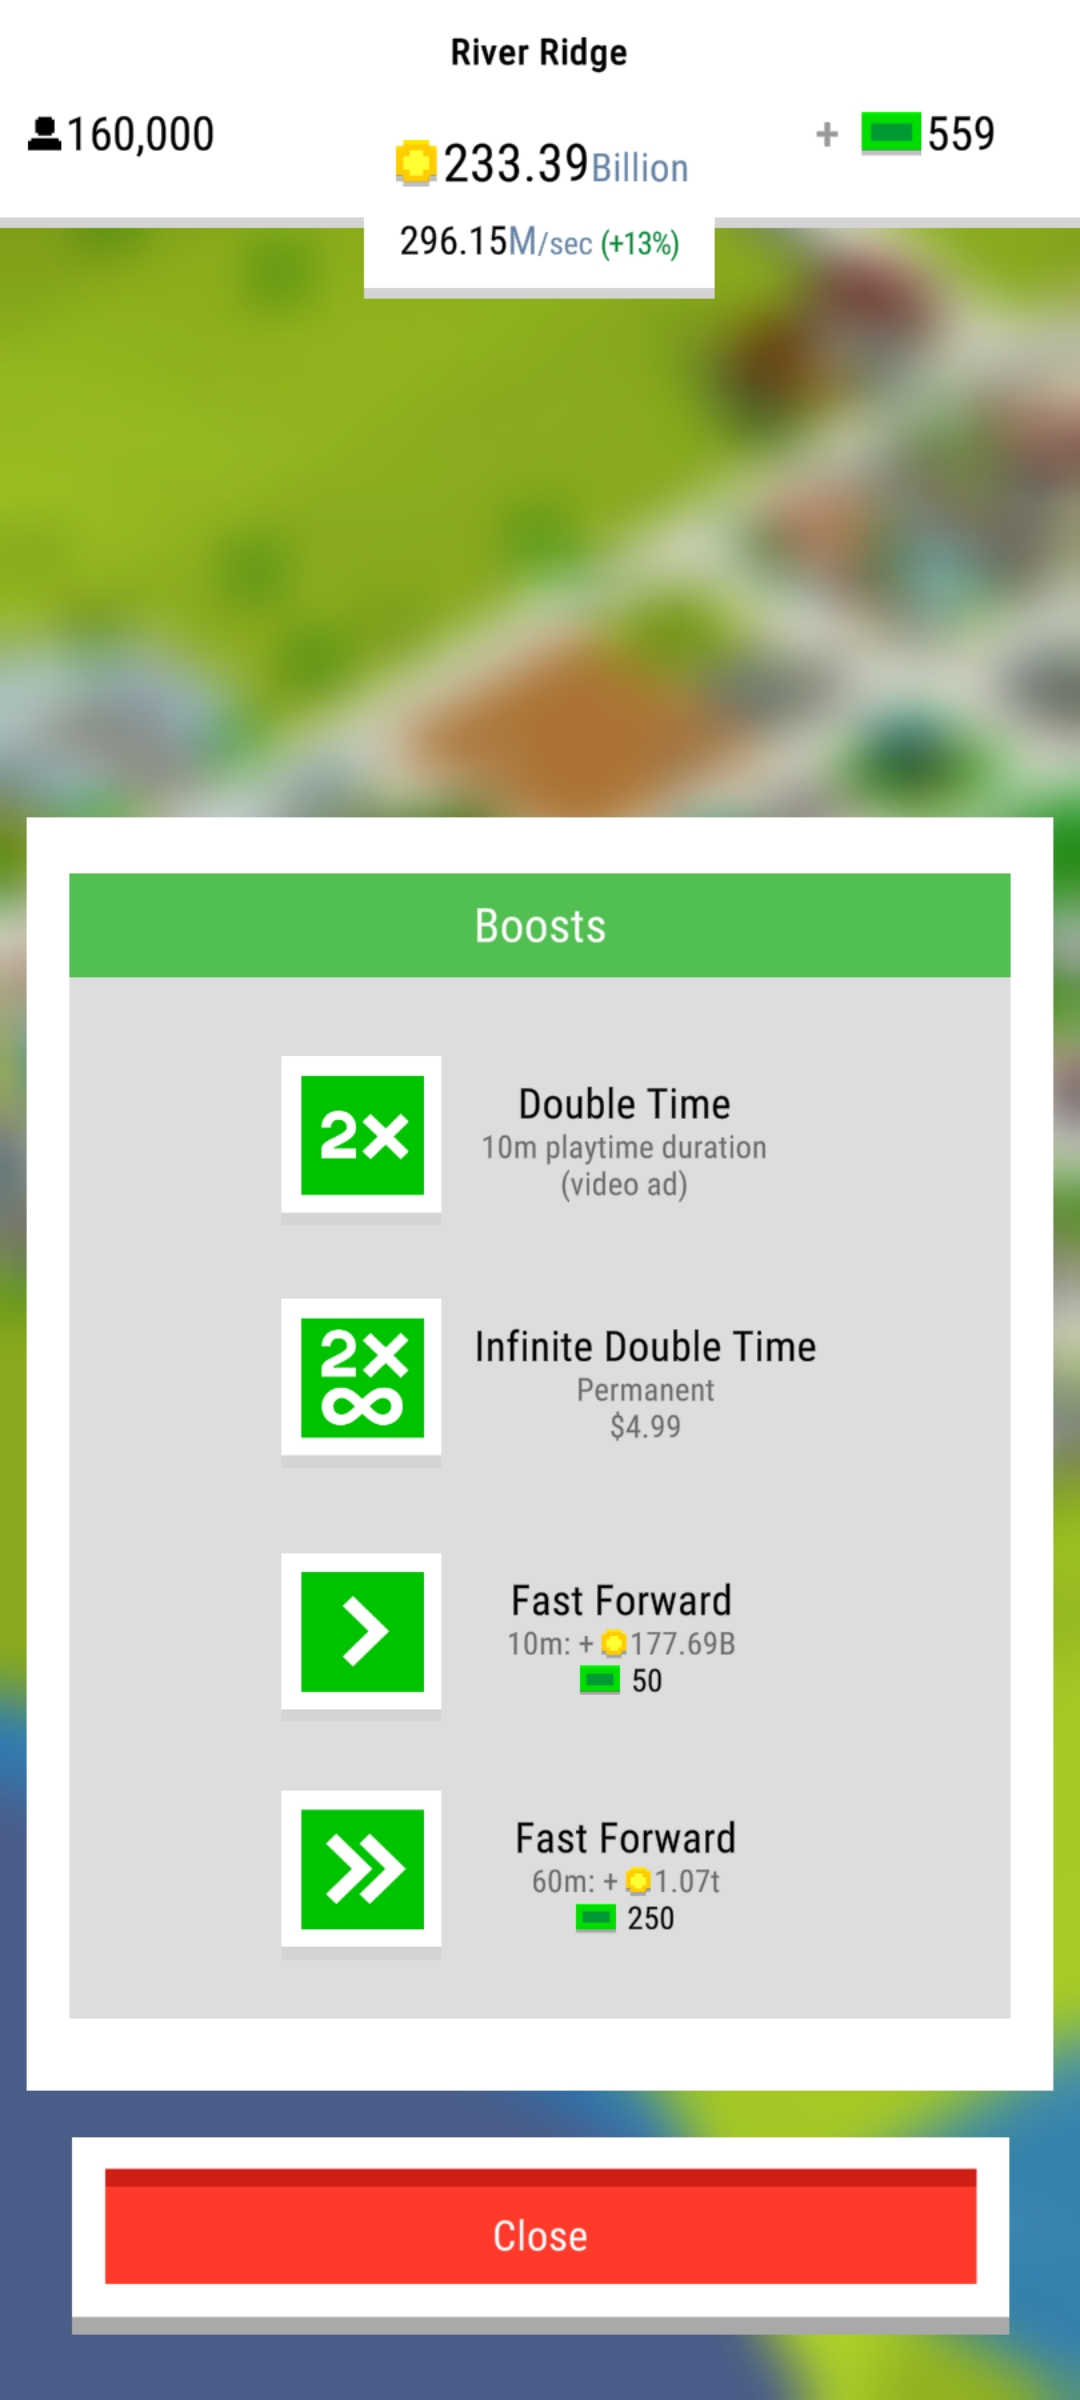 River Ridge
160,000
+ 559
233.39Billion
296.15M/sec (+13%)
Boosts
2×
Double Time
10m playtime duration
(video ad)
2×
∞
Infinite Double Time
Permanent
$4.99
Fast Forward
10m: + 177.69B
50
Fast Forward
60m: + 1.07t
250
Close